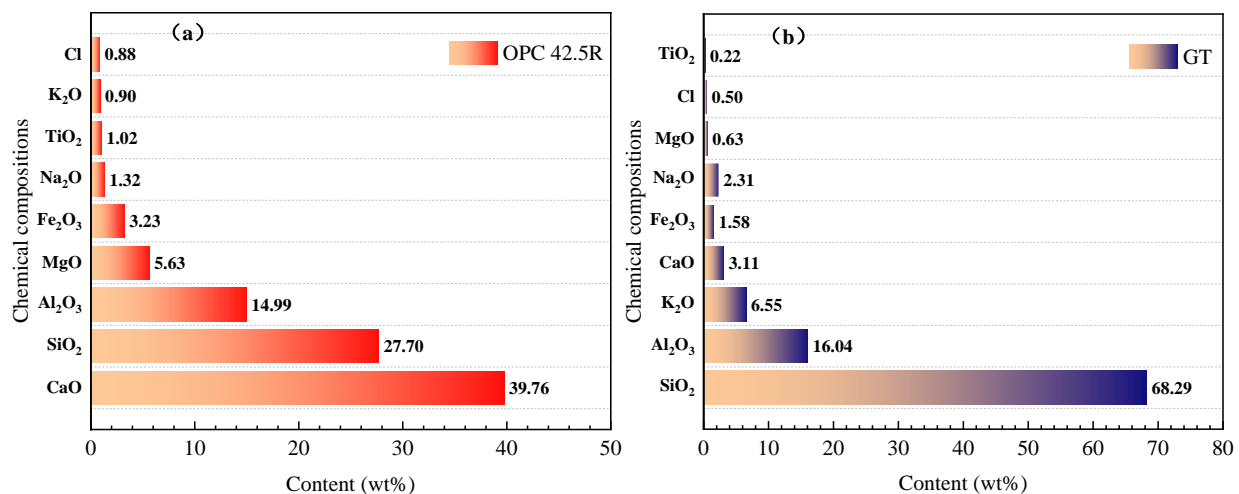 （a）
OPC 42.5R
Chemical compositions
Cl 0.88
K₂O 0.90
TiO₂ 1.02
Na₂O 1.32
Fe₂O₃ 3.23
MgO 5.63
Al₂O₃ 14.99
SiO₂ 27.70
CaO 39.76
0 10 20 30 40 50
Content (wt%)
（b）
GT
Chemical compositions
TiO₂ 0.22
Cl 0.50
MgO 0.63
Na₂O 2.31
Fe₂O₃ 1.58
CaO 3.11
K₂O 6.55
Al₂O₃ 16.04
SiO₂ 68.29
0 10 20 30 40 50 60 70 80
Content (wt%)